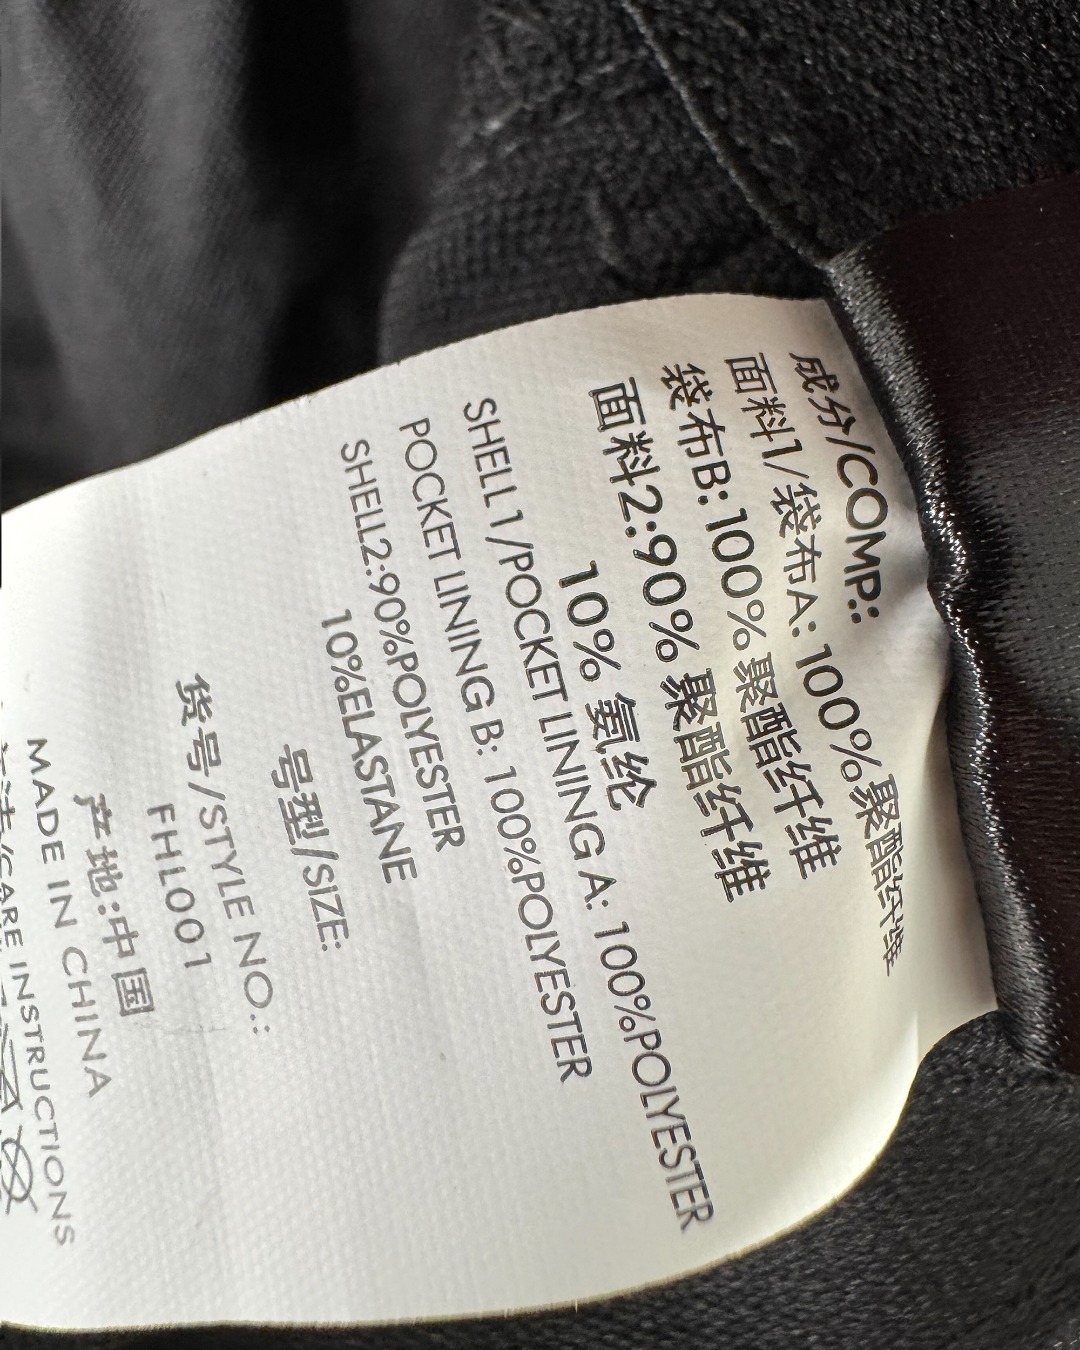 成分/COMP.:
面料1/袋布A: 100%聚酯纤维
袋布B: 100%聚酯纤维
面料2:90% 聚酯纤维
10% 氨纶
SHELL 1 /POCKET LINING A: 100%POLYESTER
POCKET LINING B: 100%POLYESTER
SHELL2:90%POLYESTER
10%ELASTANE
号型/SIZE:
货号/STYLE NO.:
FHL001
产地:中国
MADE IN CHINA
/CARE INSTRUCTIONS